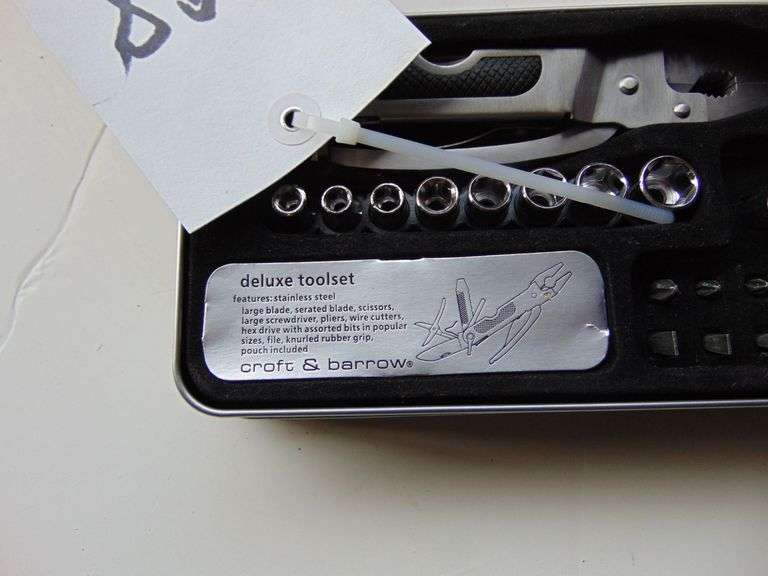 deluxe toolset
features: stainless steel
large blade, serated blade, scissors,
large screwdriver, pliers, wire cutters,
hex drive with assorted bits in popular
sizes, file, knurled rubber grip,
pouch included
croft & barrow®